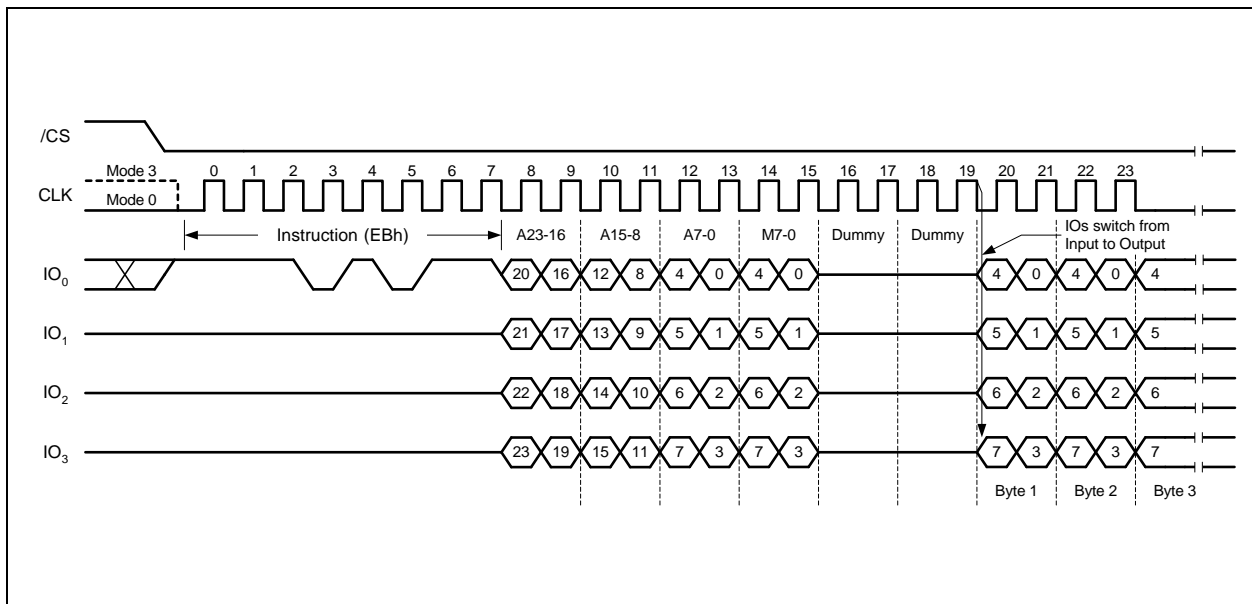 /CS
Mode 3 0 1 2 3 4 5 6 7 8 9 10 11 12 13 14 15 16 17 18 19 20 21 22 23
CLK Mode 0
Instruction (EBh) A23-16 A15-8 A7-0 M7-0 Dummy Dummy IOs switch from
Input to Output
IO0 20 16 12 8 4 0 4 0 4 0 4 0 4
IO1 21 17 13 9 5 1 5 1 5 1 5 1 5
IO2 22 18 14 10 6 2 6 2 6 2 6 2 6
IO3 23 19 15 11 7 3 7 3 7 3 7 3 7
Byte 1 Byte 2 Byte 3